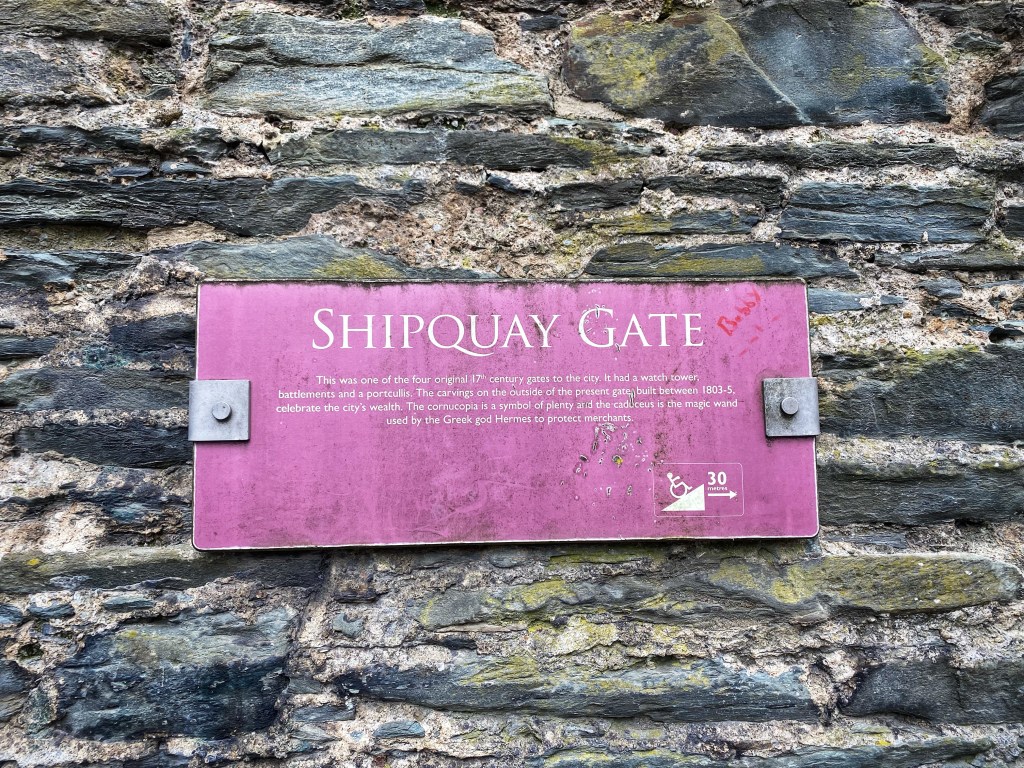 SHIPQUAY GATE
Bubby
This was one of the four original 17th century gates to the city. It had a watch tower,
battlements and a portcullis. The carvings on the outside of the present gate, built between 1803-5,
celebrate the city's wealth. The cornucopia is a symbol of plenty and the caduceus is the magic wand
used by the Greek god Hermes to protect merchants.
30
metres